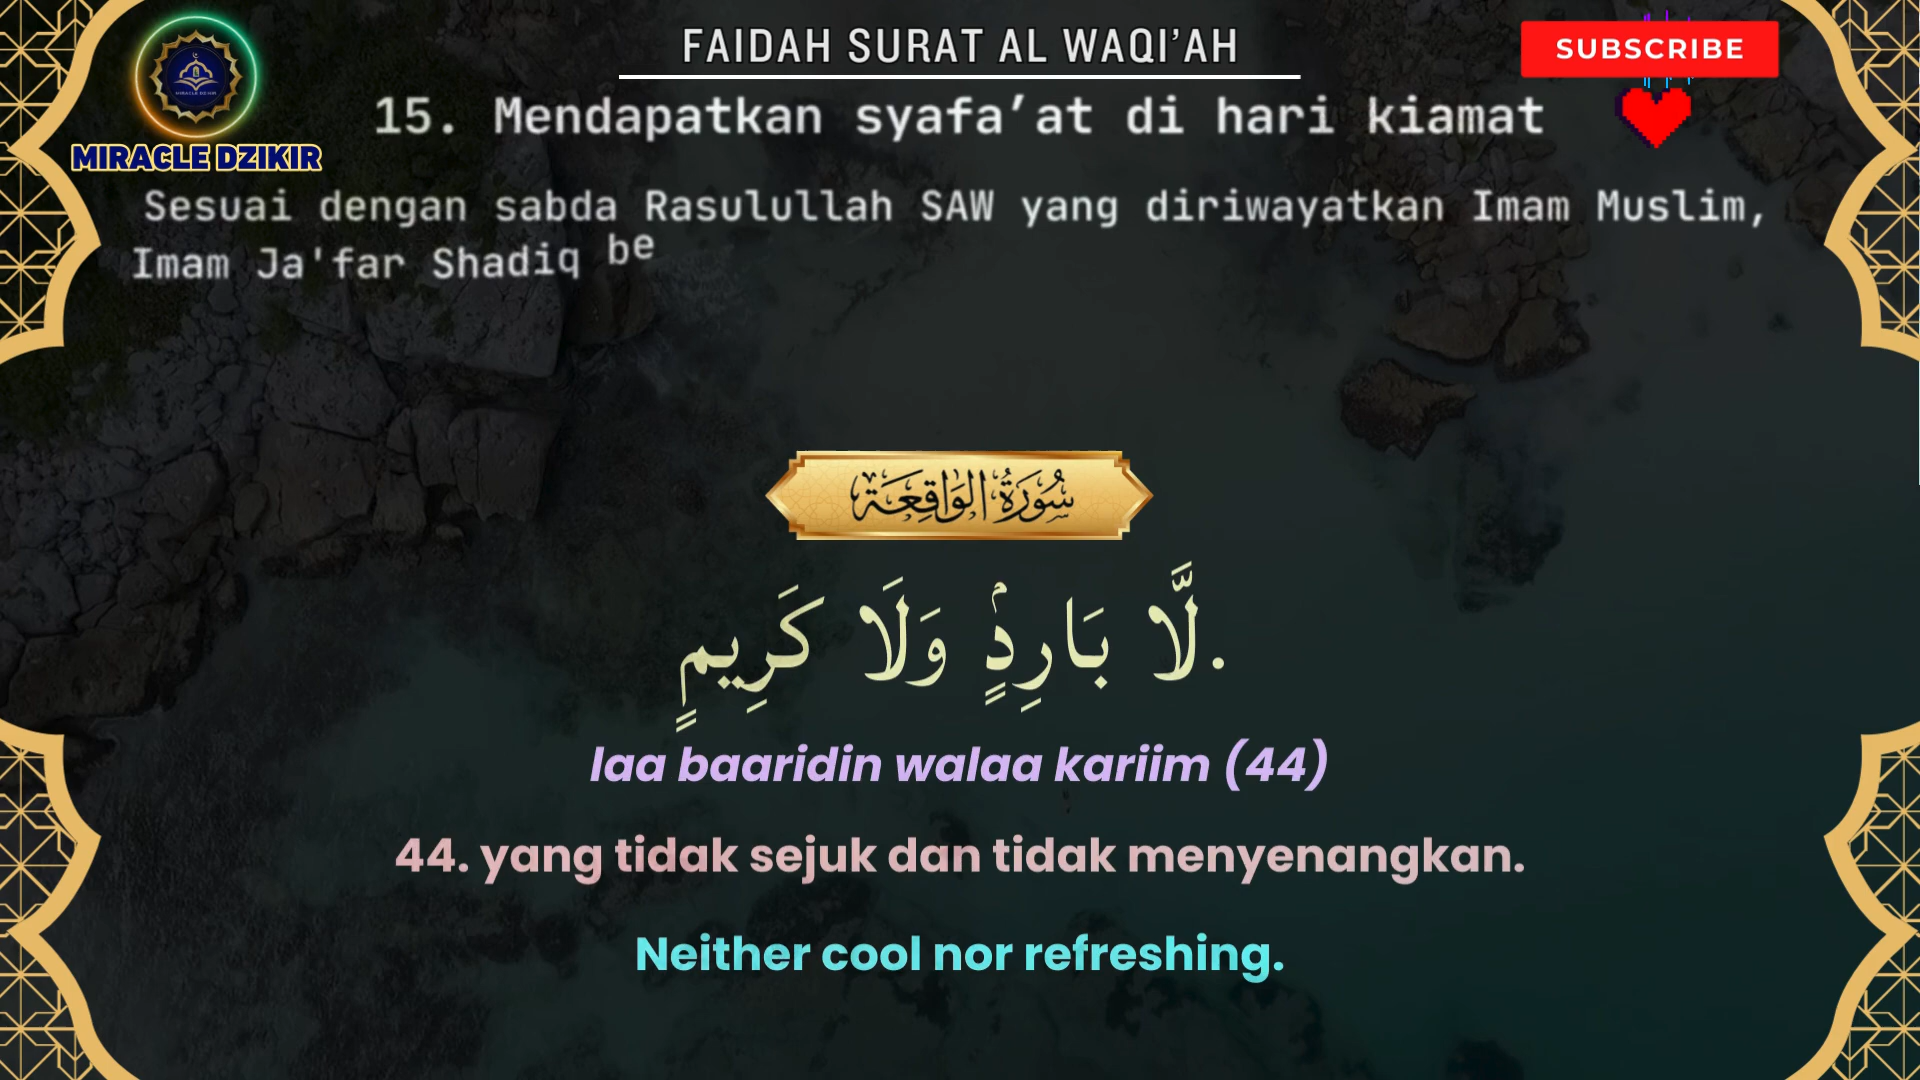 FAIDAH SURAT AL WAQI’AH
SUBSCRIBE
15. Mendapatkan syafa’at di hari kiamat
MIRACLE DZIKIR
Sesuai dengan sabda Rasulullah SAW yang diriwayatkan Imam Muslim,
Imam Ja'far Shadiq be
سُورَةُ الوَاقِعَة
لَّا بَارِدٍۢ وَلَا كَرِيمٍ.
laa baaridin walaa kariim (44)
44. yang tidak sejuk dan tidak menyenangkan.
Neither cool nor refreshing.